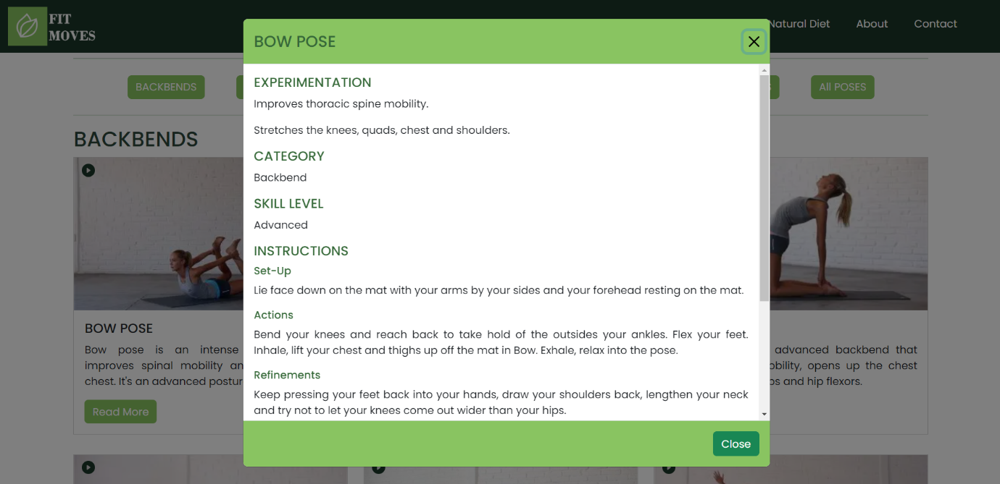 FIT
MOVES
Natural Diet
About
Contact
BACKBENDS
All POSES
BACKBENDS
BOW POSE
EXPERIMENTATION
Improves thoracic spine mobility.
Stretches the knees, quads, chest and shoulders.
CATEGORY
Backbend
SKILL LEVEL
Advanced
INSTRUCTIONS
Set-Up
Lie face down on the mat with your arms by your sides and your forehead resting on the mat.
Actions
Bend your knees and reach back to take hold of the outsides your ankles. Flex your feet.
Inhale, lift your chest and thighs up off the mat in Bow. Exhale, relax into the pose.
Refinements
Keep pressing your feet back into your hands, draw your shoulders back, lengthen your neck
and try not to let your knees come out wider than your hips.
Close
BOW POSE
Bow pose is an intense
improves spinal mobility
chest. It's an advanced
Read More
advanced backbend that
opens up the chest
and hip flexors.